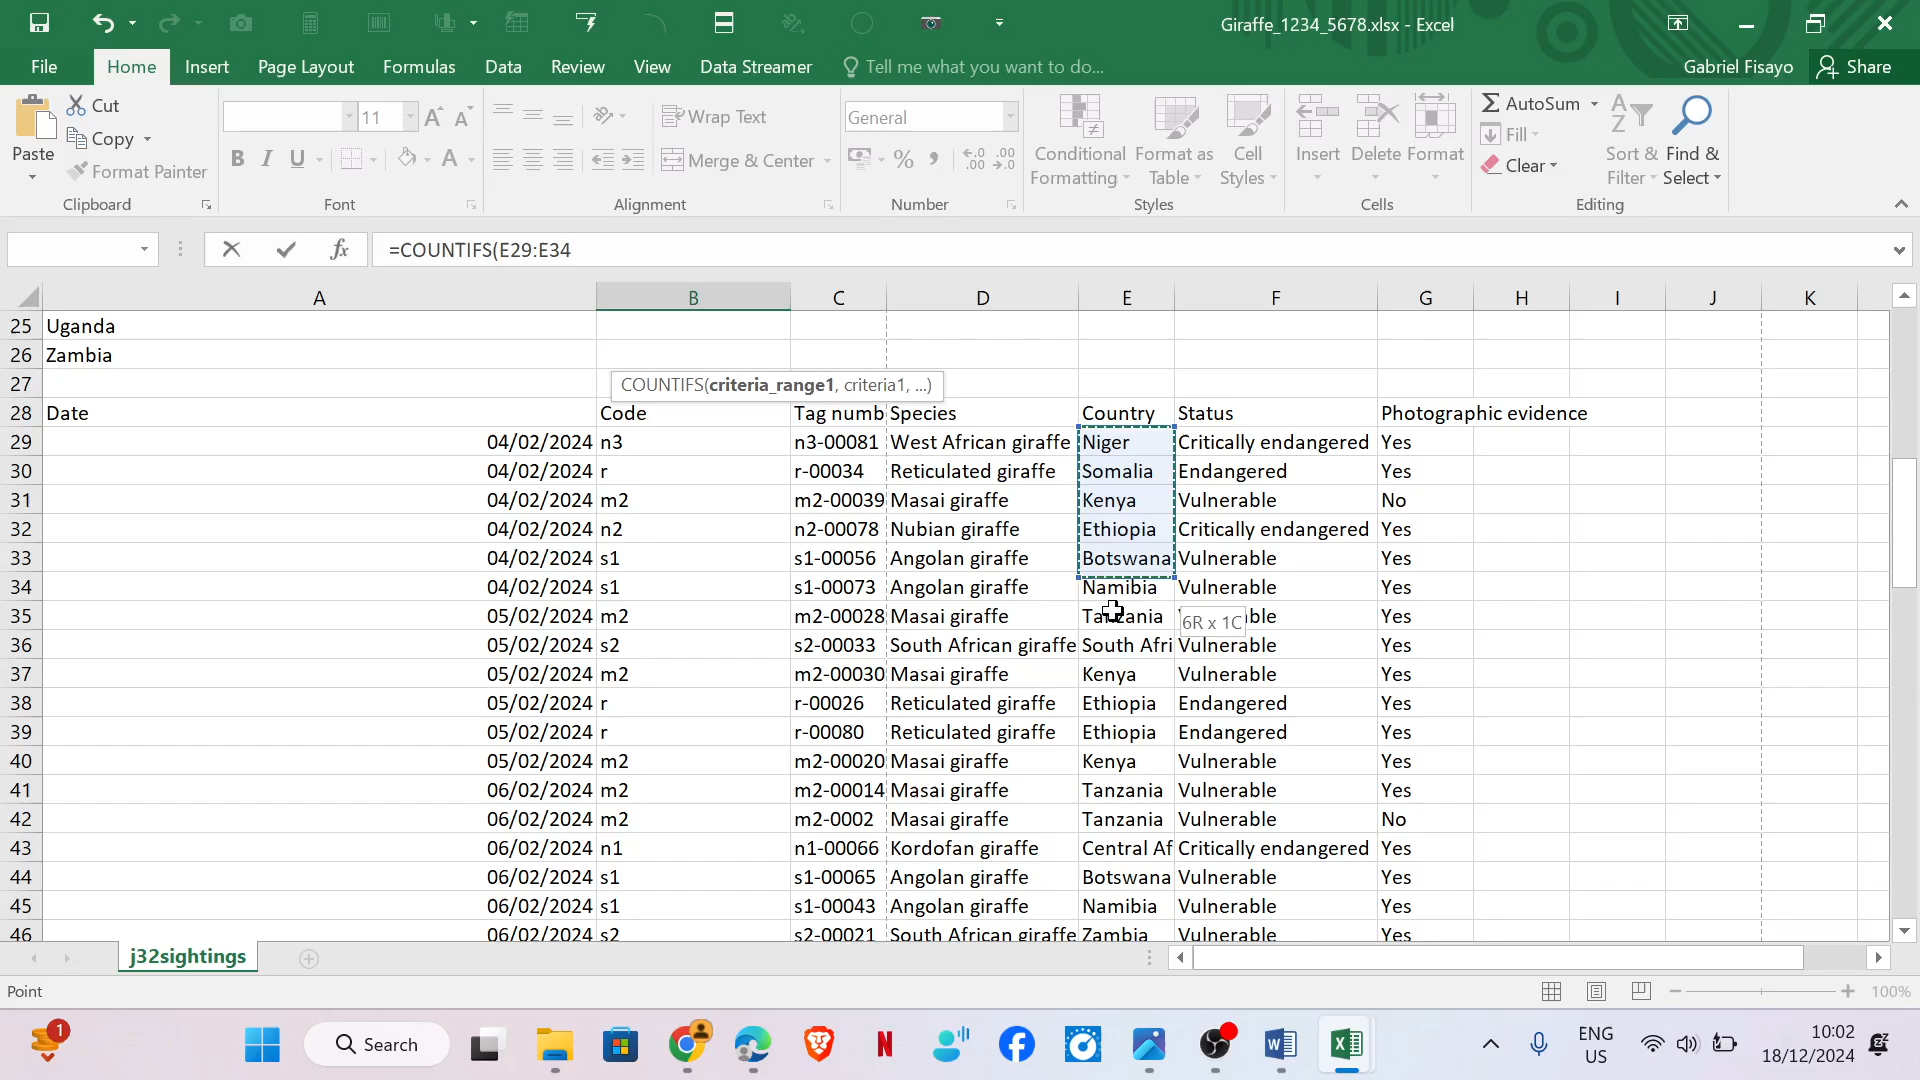 Giraffe_1234_5678.xlsx - Excel
File Home Insert Page Layout Formulas Data Review View Data Streamer Tell me what you want to do... Gabriel Fisayo Share
Paste Cut Copy Format Painter Clipboard
11 B I U A Font
Wrap Text Merge & Center Alignment
General % Number
Conditional Formatting Format as Table Cell Styles Styles
Insert Delete Format Cells
AutoSum Fill Clear Sort & Filter Find & Select Editing
fx =COUNTIFS(E29:E34
A B C D E F G H I J K
25 Uganda
26 Zambia
27 COUNTIFS(criteria_range1, criteria1, ...)
28 Date Code Tag numb Species Country Status Photographic evidence
29 04/02/2024 n3 n3-00081 West African giraffe Niger Critically endangered Yes
30 04/02/2024 r r-00034 Reticulated giraffe Somalia Endangered Yes
31 04/02/2024 m2 m2-00039 Masai giraffe Kenya Vulnerable No
32 04/02/2024 n2 n2-00078 Nubian giraffe Ethiopia Critically endangered Yes
33 04/02/2024 s1 s1-00056 Angolan giraffe Botswana Vulnerable Yes
34 04/02/2024 s1 s1-00073 Angolan giraffe Namibia Vulnerable Yes
35 05/02/2024 m2 m2-00028 Masai giraffe Tanzania 6R x 1C ble Yes
36 05/02/2024 s2 s2-00033 South African giraffe South Afri Vulnerable Yes
37 05/02/2024 m2 m2-00030 Masai giraffe Kenya Vulnerable Yes
38 05/02/2024 r r-00026 Reticulated giraffe Ethiopia Endangered Yes
39 05/02/2024 r r-00080 Reticulated giraffe Ethiopia Endangered Yes
40 05/02/2024 m2 m2-00020 Masai giraffe Kenya Vulnerable Yes
41 06/02/2024 m2 m2-00014 Masai giraffe Tanzania Vulnerable Yes
42 06/02/2024 m2 m2-0002 Masai giraffe Tanzania Vulnerable No
43 06/02/2024 n1 n1-00066 Kordofan giraffe Central Af Critically endangered Yes
44 06/02/2024 s1 s1-00065 Angolan giraffe Botswana Vulnerable Yes
45 06/02/2024 s1 s1-00043 Angolan giraffe Namibia Vulnerable Yes
46 06/02/2024 s2 s2-00021 South African giraffe Zambia Vulnerable Yes
j32sightings
Point 100%
1 Search ENG US 10:02 18/12/2024